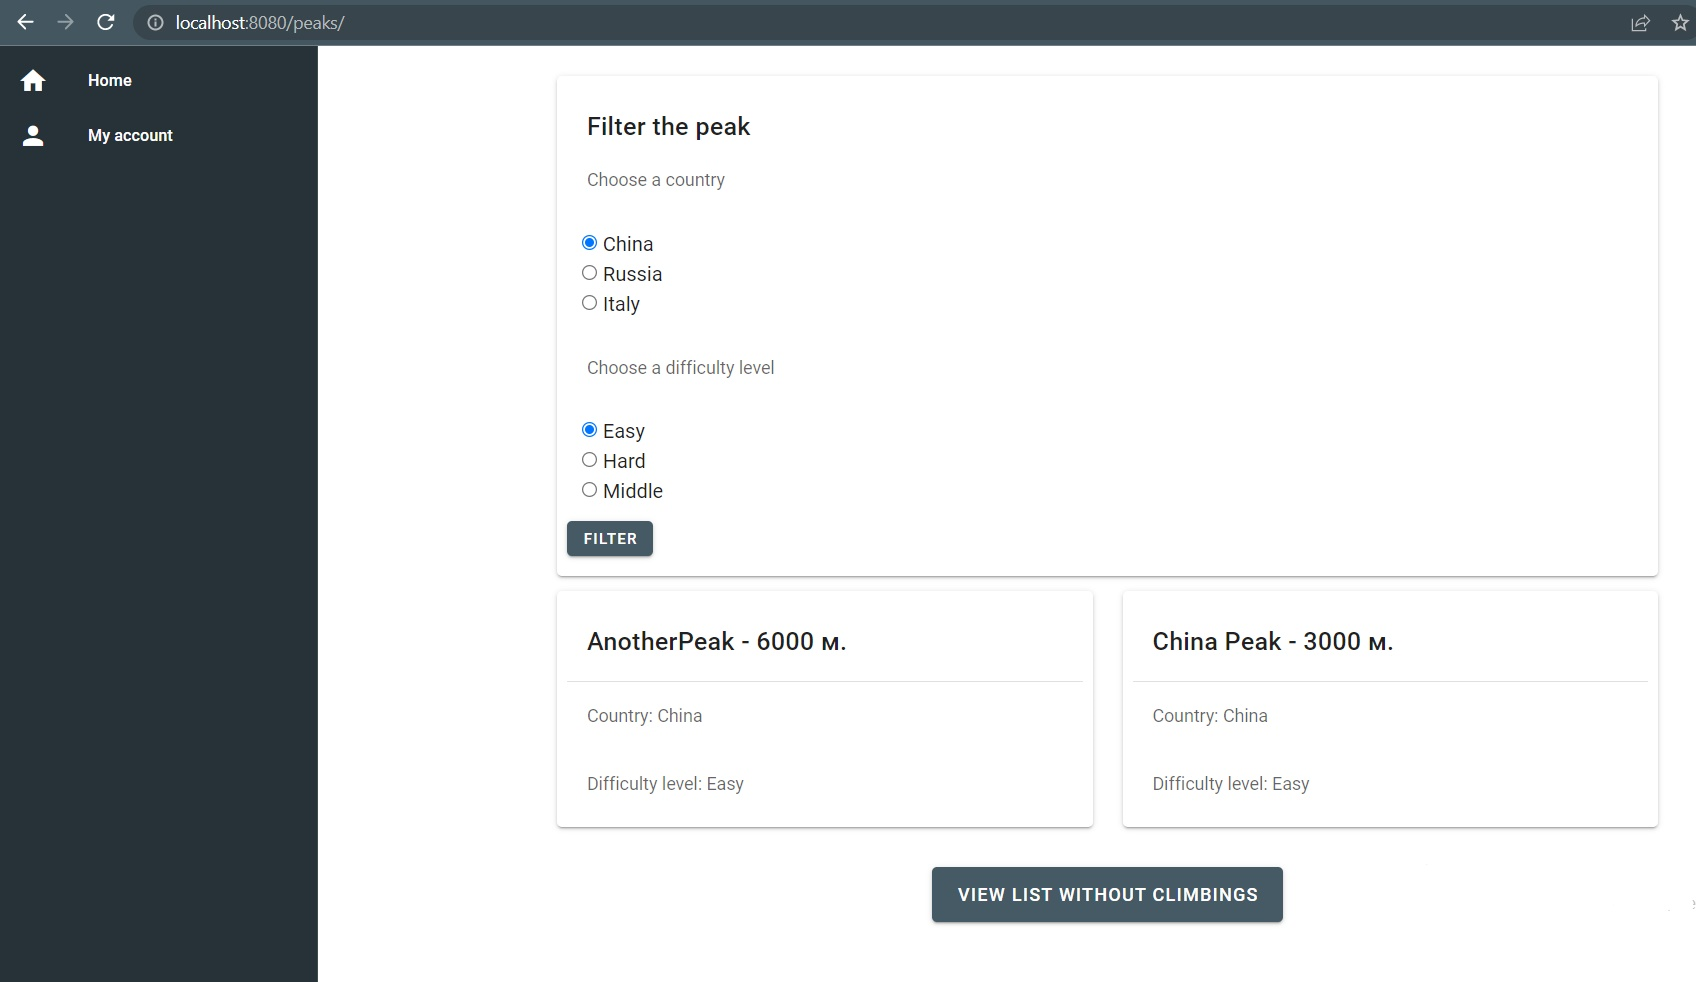 localhost:8080/peaks/
Home
My account
Filter the peak
Choose a country
China
Russia
Italy
Choose a difficulty level
Easy
Hard
Middle
FILTER
AnotherPeak - 6000 м.
Country: China
Difficulty level: Easy
China Peak - 3000 м.
Country: China
Difficulty level: Easy
VIEW LIST WITHOUT CLIMBINGS